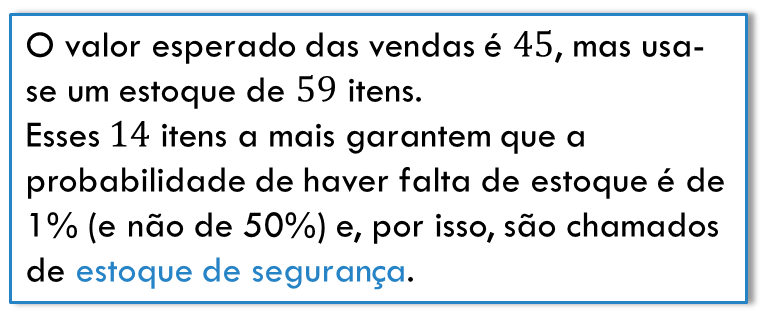 O valor esperado das vendas é 45, mas usa-
se um estoque de 59 itens.
Esses 14 itens a mais garantem que a
probabilidade de haver falta de estoque é de
1% (e não de 50%) e, por isso, são chamados
de estoque de segurança.